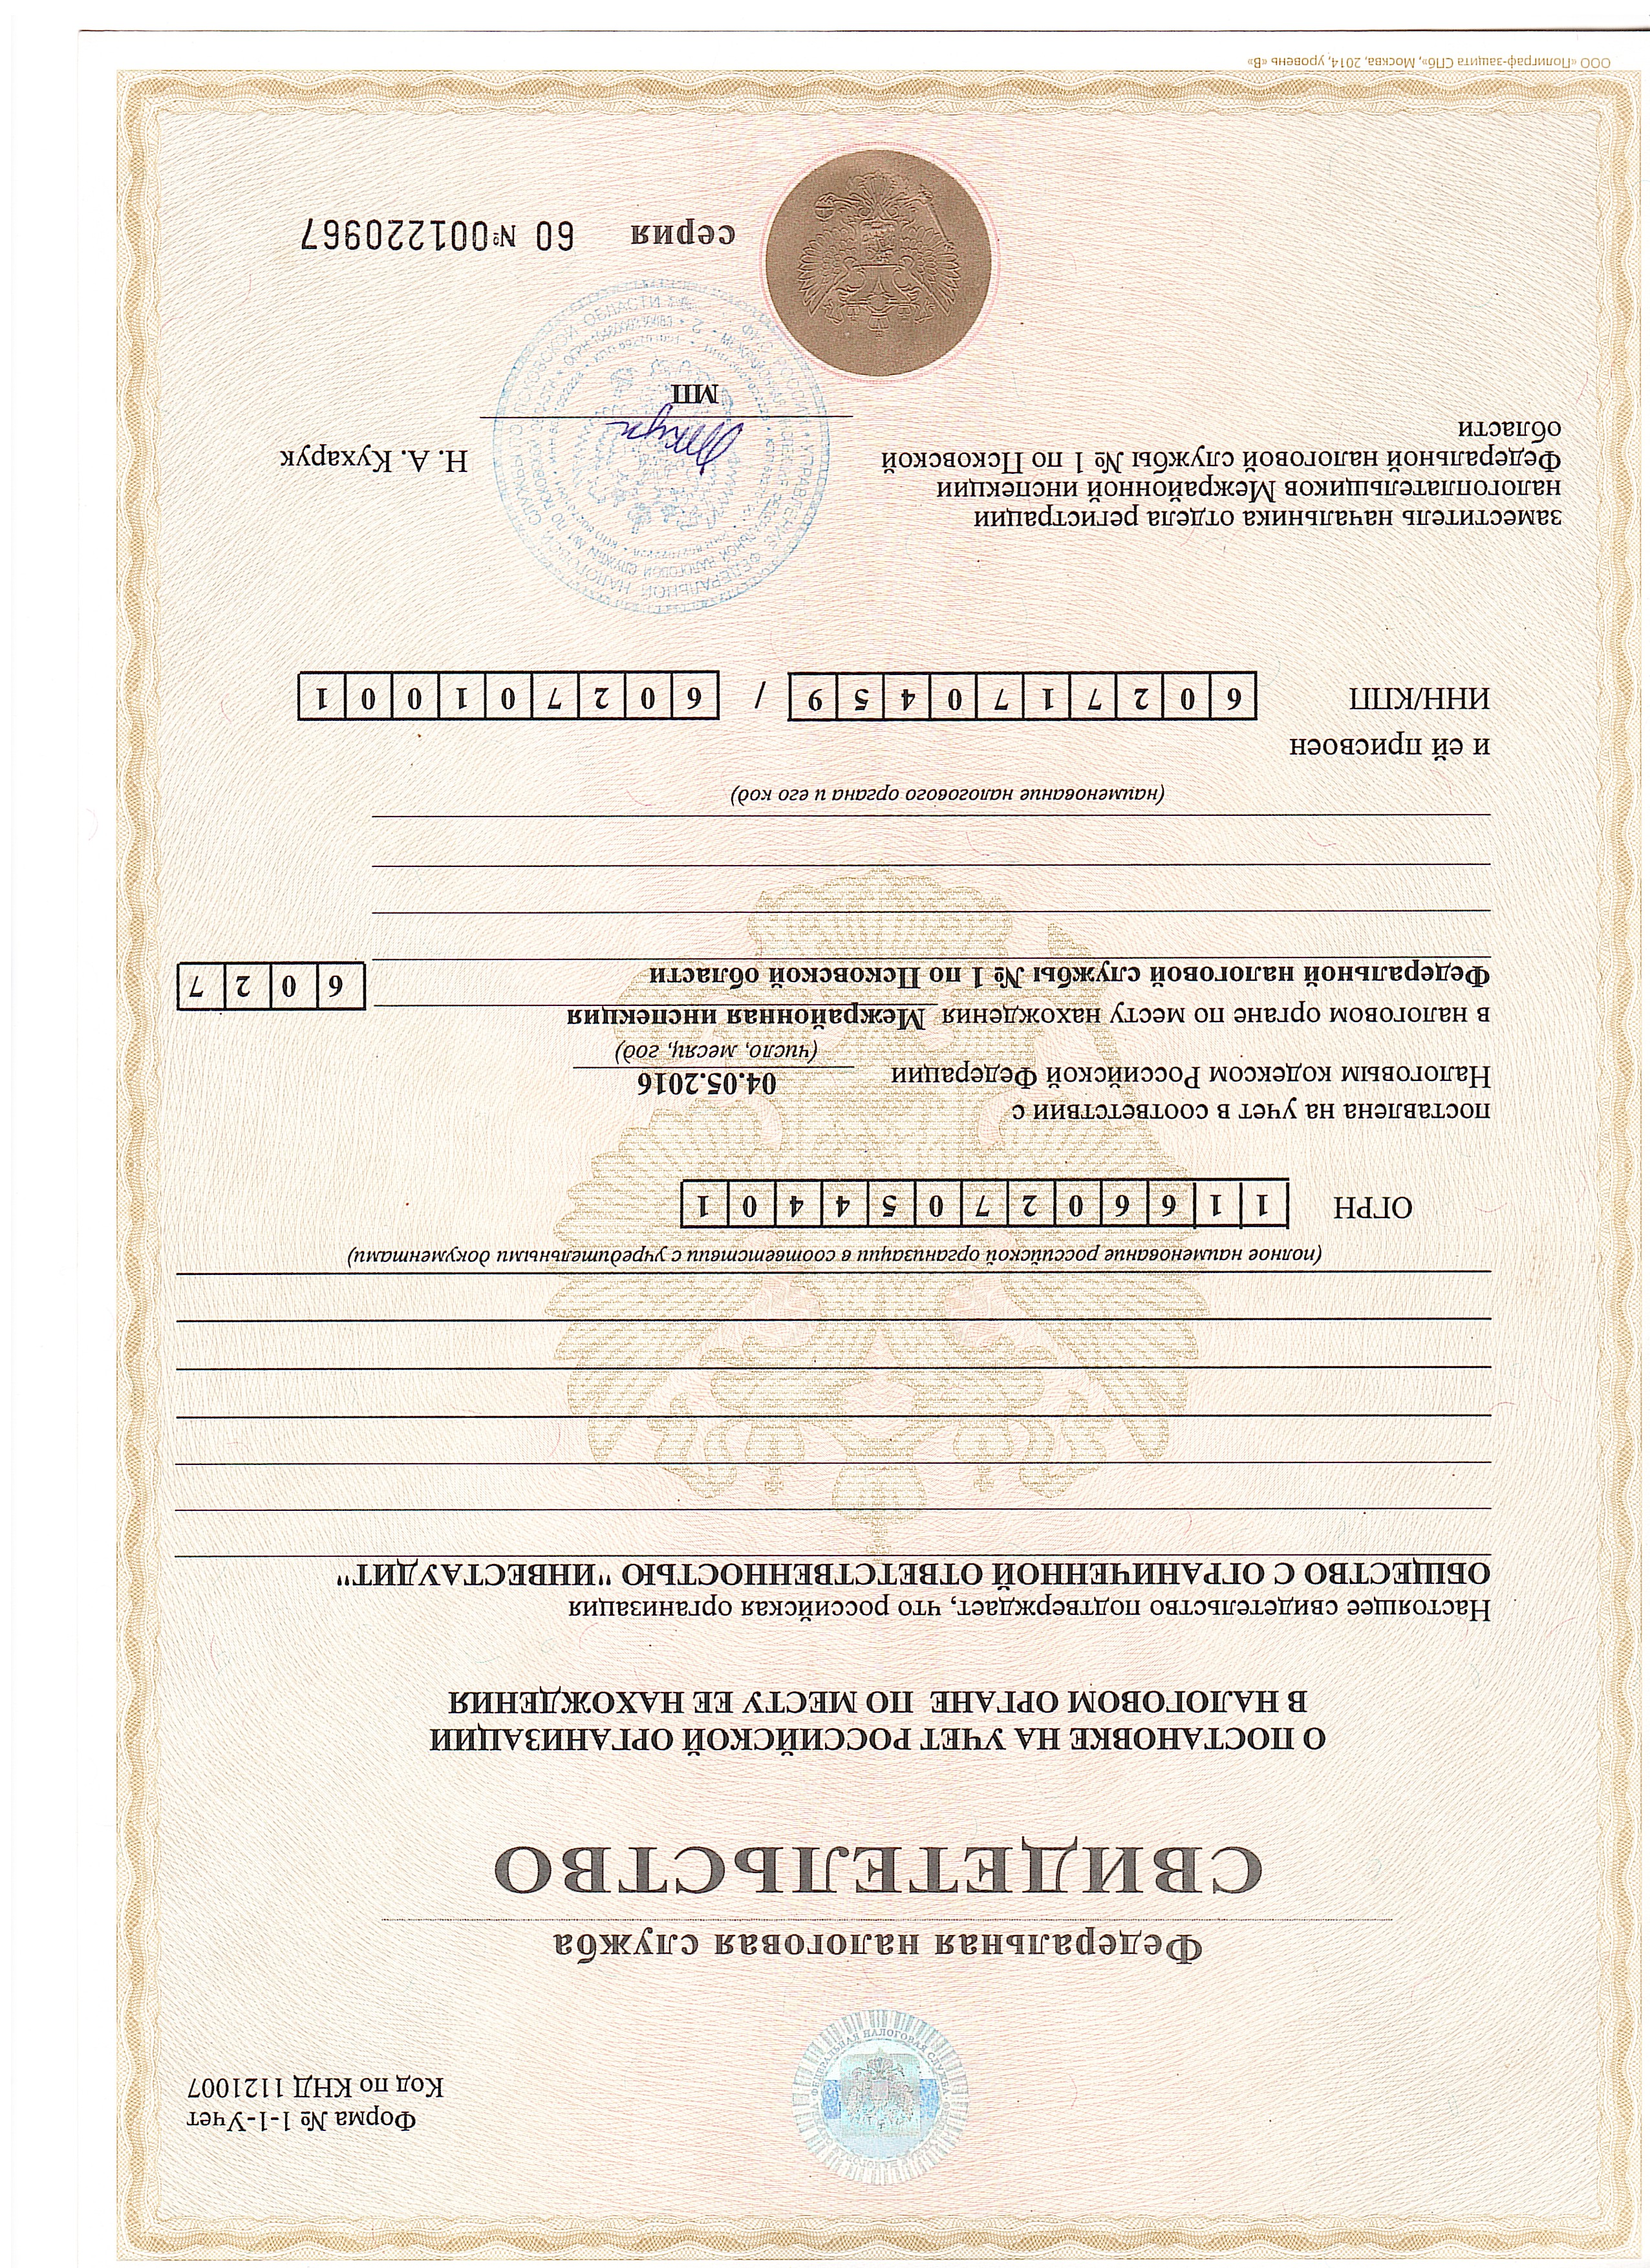 Форма № 1-1-Учет
Код по КНД 1121007
Федеральная налоговая служба
СВИДЕТЕЛЬСТВО
О ПОСТАНОВКЕ НА УЧЕТ РОССИЙСКОЙ ОРГАНИЗАЦИИ
В НАЛОГОВОМ ОРГАНЕ ПО МЕСТУ ЕЕ НАХОЖДЕНИЯ
Настоящее свидетельство подтверждает, что российская организация
ОБЩЕСТВО С ОГРАНИЧЕННОЙ ОТВЕТСТВЕННОСТЬЮ "ИНВЕСТАУДИТ"
(полное наименование российской организации в соответствии с учредительными документами)
ОГРН 1 1 6 6 0 2 7 0 5 4 4 0 1
поставлена на учет в соответствии с
Налоговым кодексом Российской Федерации 04.05.2016
(число, месяц, год)
в налоговом органе по месту нахождения Межрайонная инспекция
Федеральной налоговой службы № 1 по Псковской области 6 0 2 7
(наименование налогового органа и его код)
и ей присвоен
ИНН/КПП 6 0 2 7 1 7 0 4 5 9 / 6 0 2 7 0 1 0 0 1
заместитель начальника отдела регистрации
налогоплательщиков Межрайонной инспекции
Федеральной налоговой службы № 1 по Псковской
области
Н. А. Кухарук
МП
серия 60 №001220967
ООО «Полиграф-защита СПб», Москва, 2014, уровень «В»